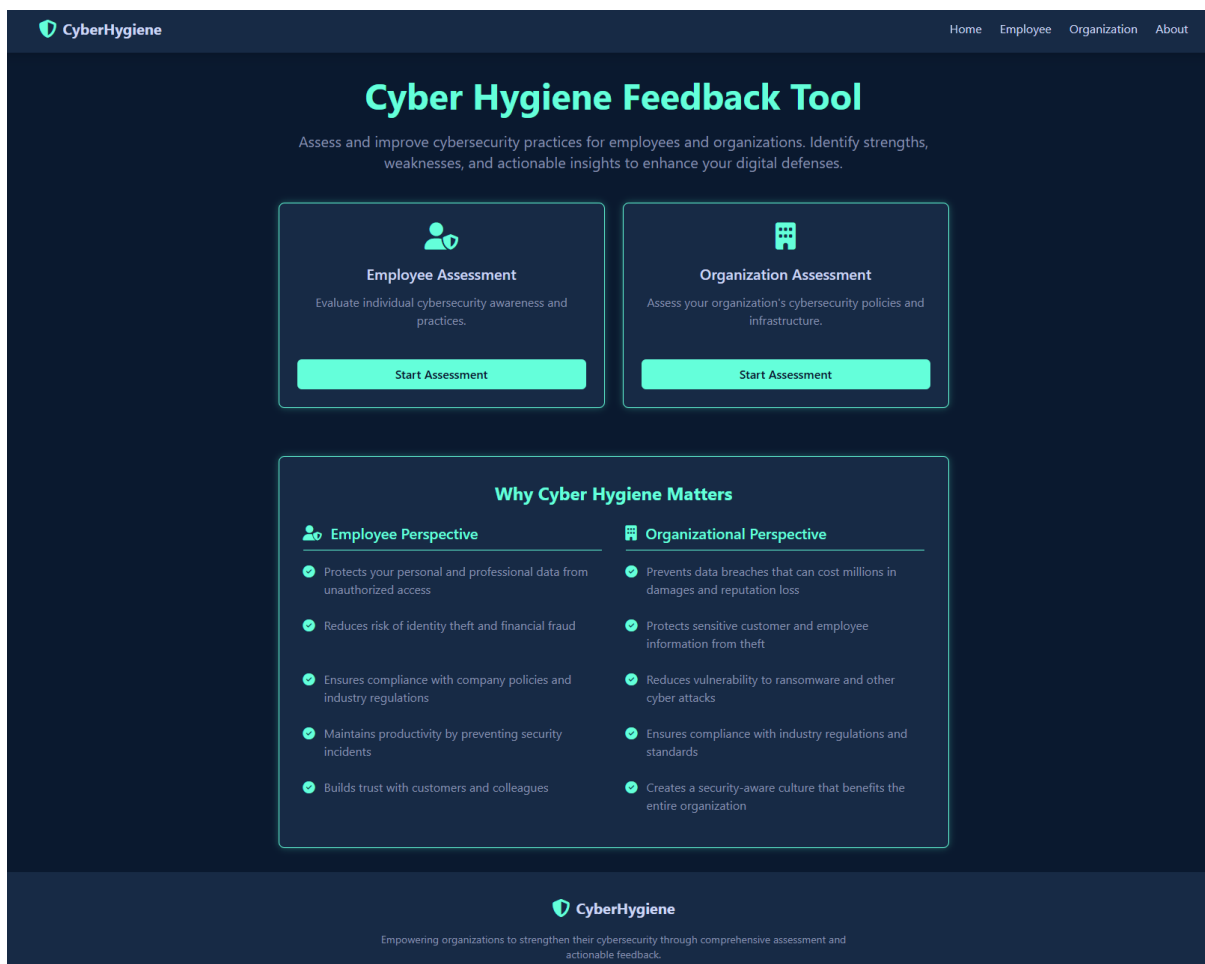 CyberHygiene
Home Employee Organization About
Cyber Hygiene Feedback Tool
Assess and improve cybersecurity practices for employees and organizations. Identify strengths,
weaknesses, and actionable insights to enhance your digital defenses.
Employee Assessment
Evaluate individual cybersecurity awareness and
practices.
Start Assessment
Organization Assessment
Assess your organization's cybersecurity policies and
infrastructure.
Start Assessment
Why Cyber Hygiene Matters
Employee Perspective
Protects your personal and professional data from
unauthorized access
Reduces risk of identity theft and financial fraud
Ensures compliance with company policies and
industry regulations
Maintains productivity by preventing security
incidents
Builds trust with customers and colleagues
Organizational Perspective
Prevents data breaches that can cost millions in
damages and reputation loss
Protects sensitive customer and employee
information from theft
Reduces vulnerability to ransomware and other
cyber attacks
Ensures compliance with industry regulations and
standards
Creates a security-aware culture that benefits the
entire organization
CyberHygiene
Empowering organizations to strengthen their cybersecurity through comprehensive assessment and
actionable feedback.